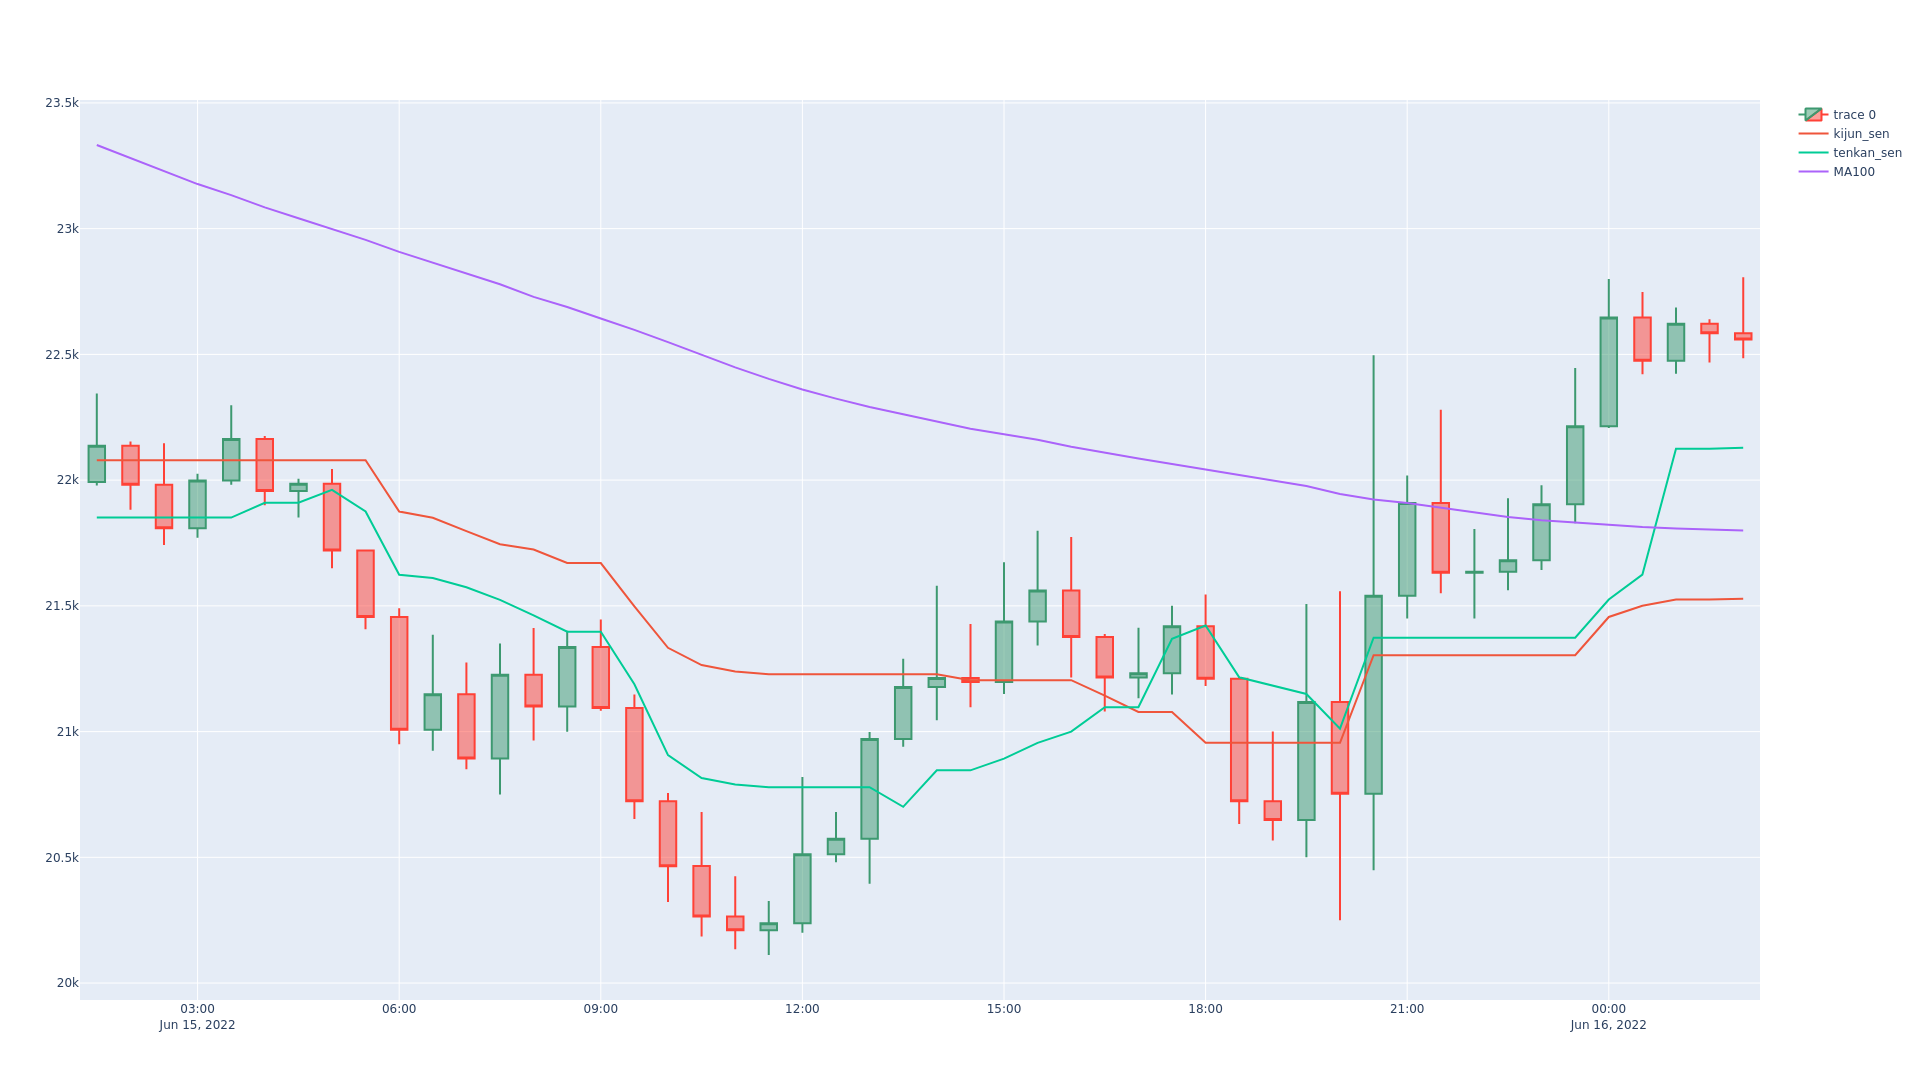 23.5k
23k
22.5k
22k
21.5k
21k
20.5k
20k
03:00
Jun 15, 2022
06:00
09:00
12:00
15:00
18:00
21:00
00:00
Jun 16, 2022
trace 0
kijun_sen
tenkan_sen
MA100